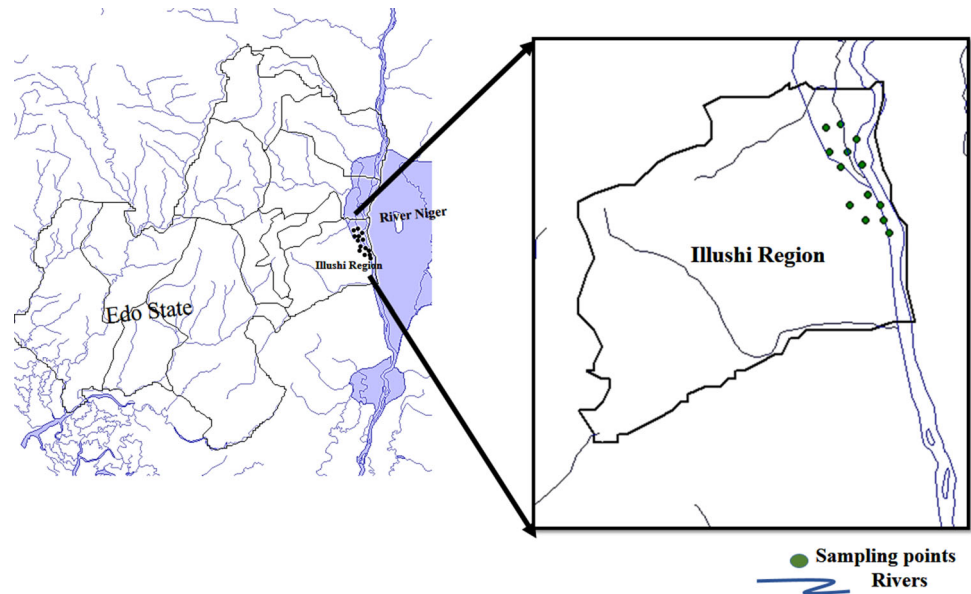 River Niger
Illushi Region
Edo State
Illushi Region
Sampling points
Rivers